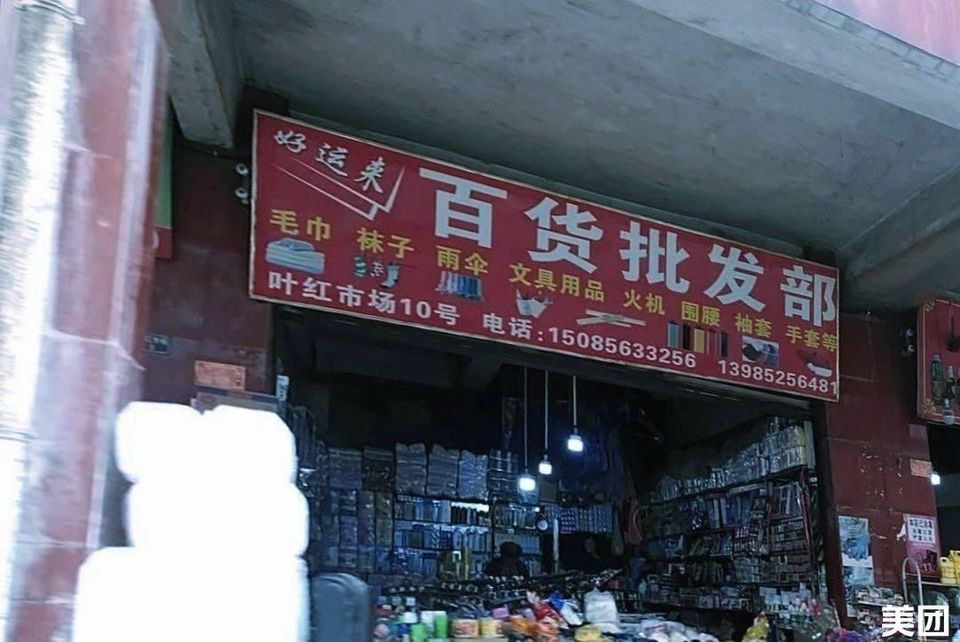 好运来
百货批发部
毛巾 袜子 雨伞 文具用品 火机 围腰 袖套 手套等
叶红市场10号 电话:15085633256 13985256481
美团